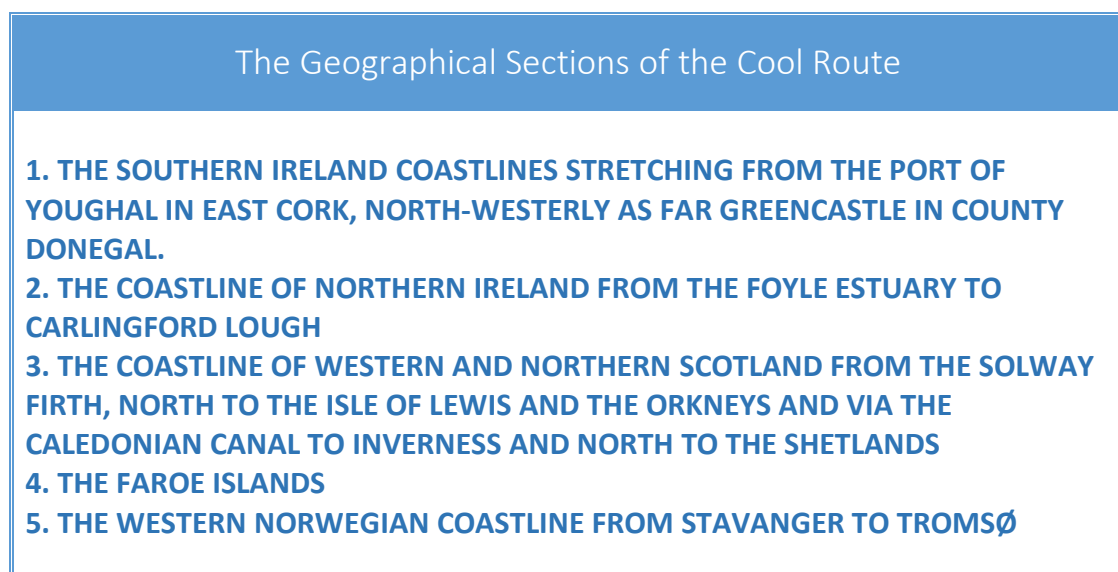 The Geographical Sections of the Cool Route
1. THE SOUTHERN IRELAND COASTLINES STRETCHING FROM THE PORT OF
YOUGHAL IN EAST CORK, NORTH-WESTERLY AS FAR GREENCASTLE IN COUNTY
DONEGAL.
2. THE COASTLINE OF NORTHERN IRELAND FROM THE FOYLE ESTUARY TO
CARLINGFORD LOUGH
3. THE COASTLINE OF WESTERN AND NORTHERN SCOTLAND FROM THE SOLWAY
FIRTH, NORTH TO THE ISLE OF LEWIS AND THE ORKNEYS AND VIA THE
CALEDONIAN CANAL TO INVERNESS AND NORTH TO THE SHETLANDS
4. THE FAROE ISLANDS
5. THE WESTERN NORWEGIAN COASTLINE FROM STAVANGER TO TROMSØ